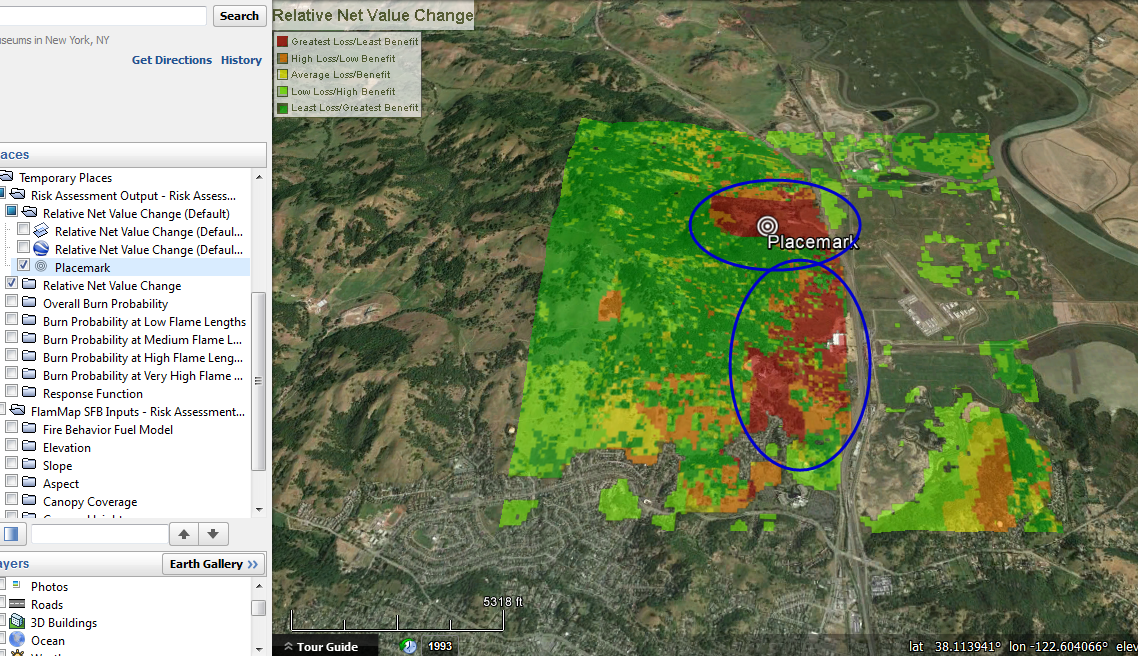 Search
seums in New York, NY
Get Directions History
aces
Temporary Places
Risk Assessment Output - Risk Assess...
Relative Net Value Change (Default)
Relative Net Value Change (Defaul...
Relative Net Value Change (Defaul...
Placemark
Relative Net Value Change
Overall Burn Probability
Burn Probability at Low Flame Lengths
Burn Probability at Medium Flame L...
Burn Probability at High Flame Leng...
Burn Probability at Very High Flame ...
Response Function
FlamMap SFB Inputs - Risk Assessment...
Fire Behavior Fuel Model
Elevation
Slope
Aspect
Canopy Coverage
ayers
Earth Gallery >>
Photos
Roads
3D Buildings
Ocean
Relative Net Value Change
Greatest Loss/Least Benefit
High Loss/Low Benefit
Average Loss/Benefit
Low Loss/High Benefit
Least Loss/Greatest Benefit
Placemark
5318 ft
Tour Guide
1993
lat 38.113941° lon -122.604066° elev